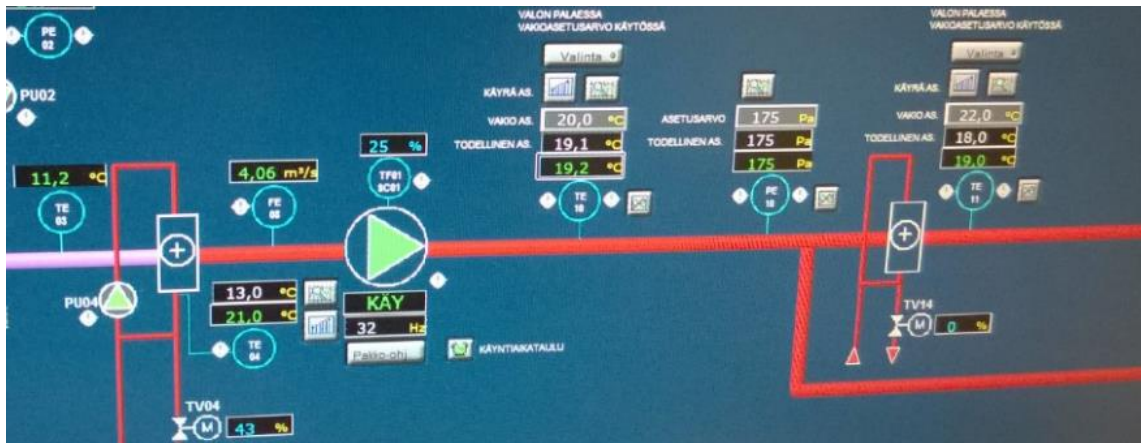 PE
02
PU02
11,2 °C
TE
03
PU04
4,06 m³/s
FE
13,0 °C
21,0 °C
TE
04
TV04
M
43 %
25 %
TF01
SC01
KÄY
32 Hz
Pakko-ohj
KÄYNTIAIKATAULU
VALON PALAESSA
VAKIOASETUSARVO KÄYTÖSSÄ
Valinta
KÄYRÄ AS.
VAKIO AS. 20,0 °C
TODELLINEN AS. 19,1 °C
19,2 °C
TE
10
ASETUSARVO 175 Pa
TODELLINEN AS. 175 Pa
175 Pa
PE
10
VALON PALAESSA
VAKIOASETUSARVO KÄYTÖSSÄ
Valinta
KÄYRÄ AS.
VAKIO AS. 22,0 °C
TODELLINEN AS. 18,0 °C
19,0 °C
TE
11
TV14
M
0 %